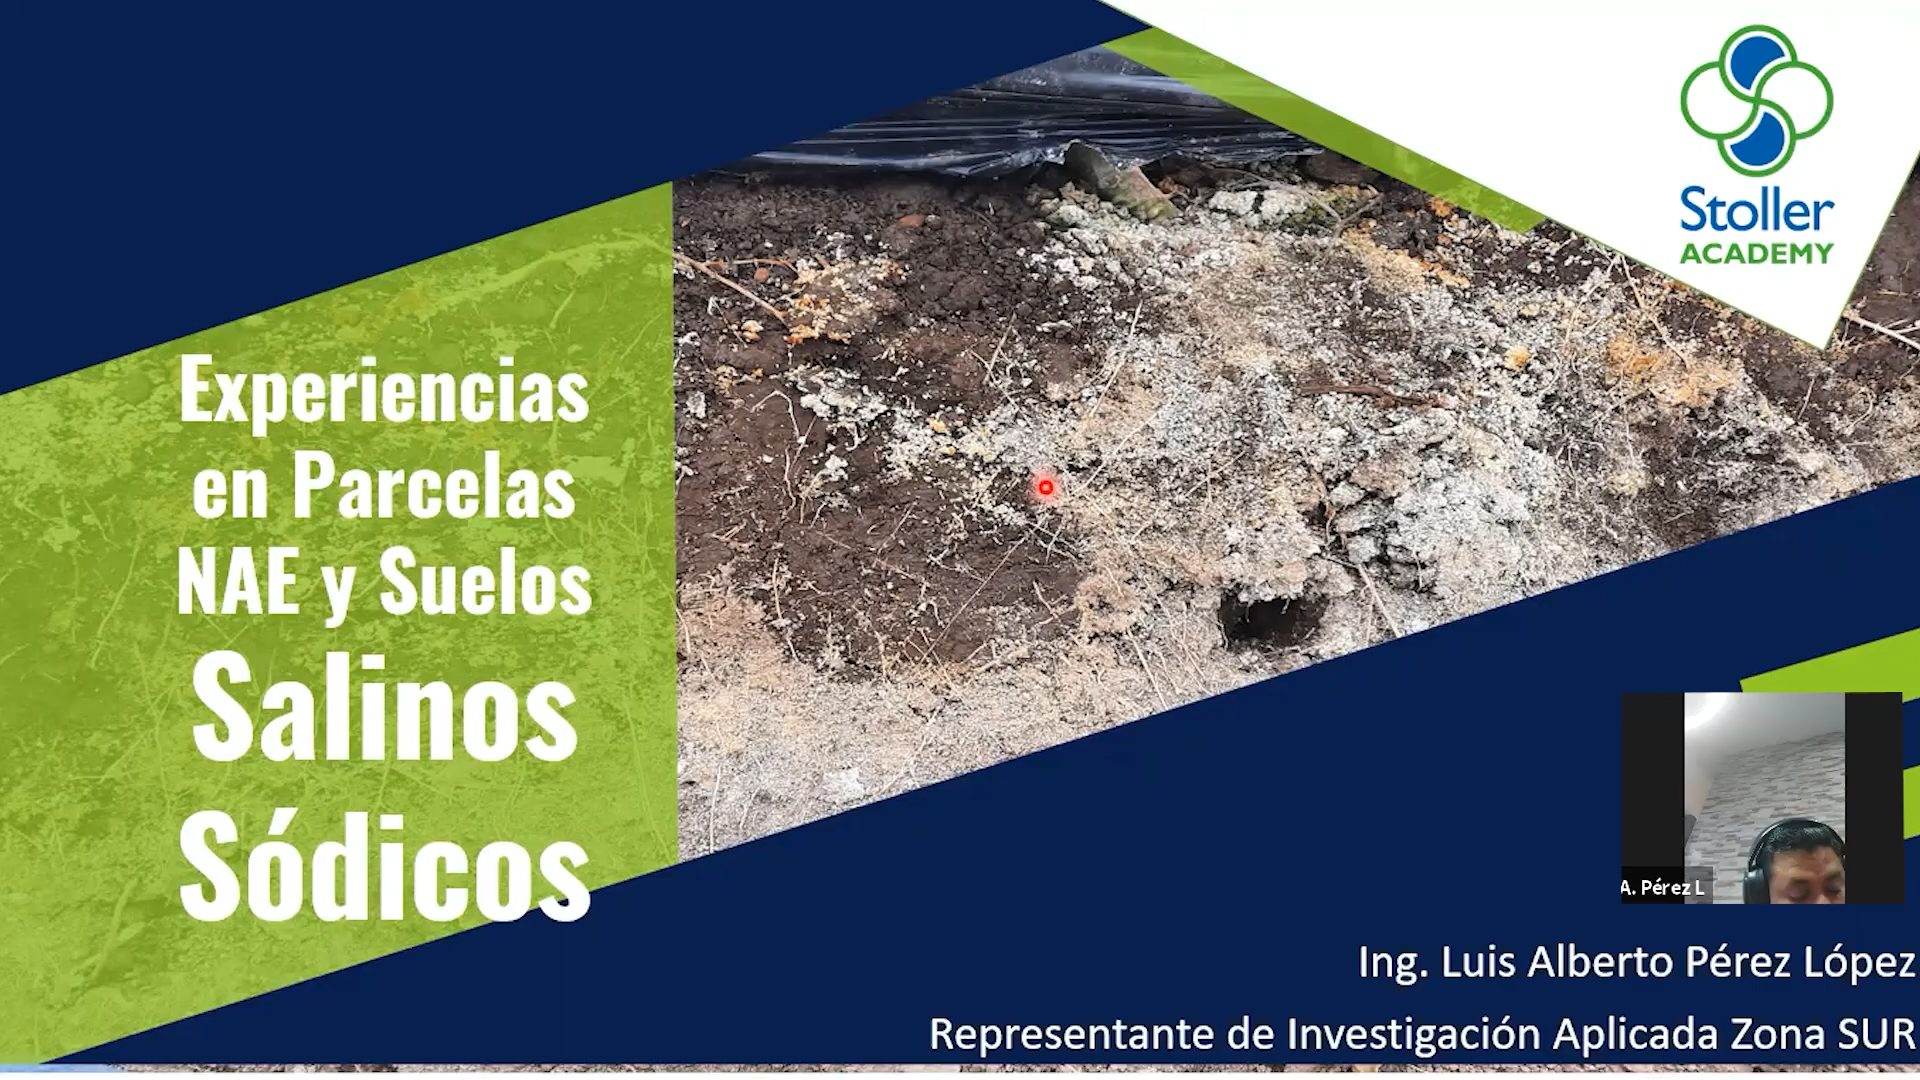 Stoller
ACADEMY
Experiencias
en Parcelas
NAE y Suelos
Salinos
Sódicos
A. Pérez L
Ing. Luis Alberto Pérez López
Representante de Investigación Aplicada Zona SUR